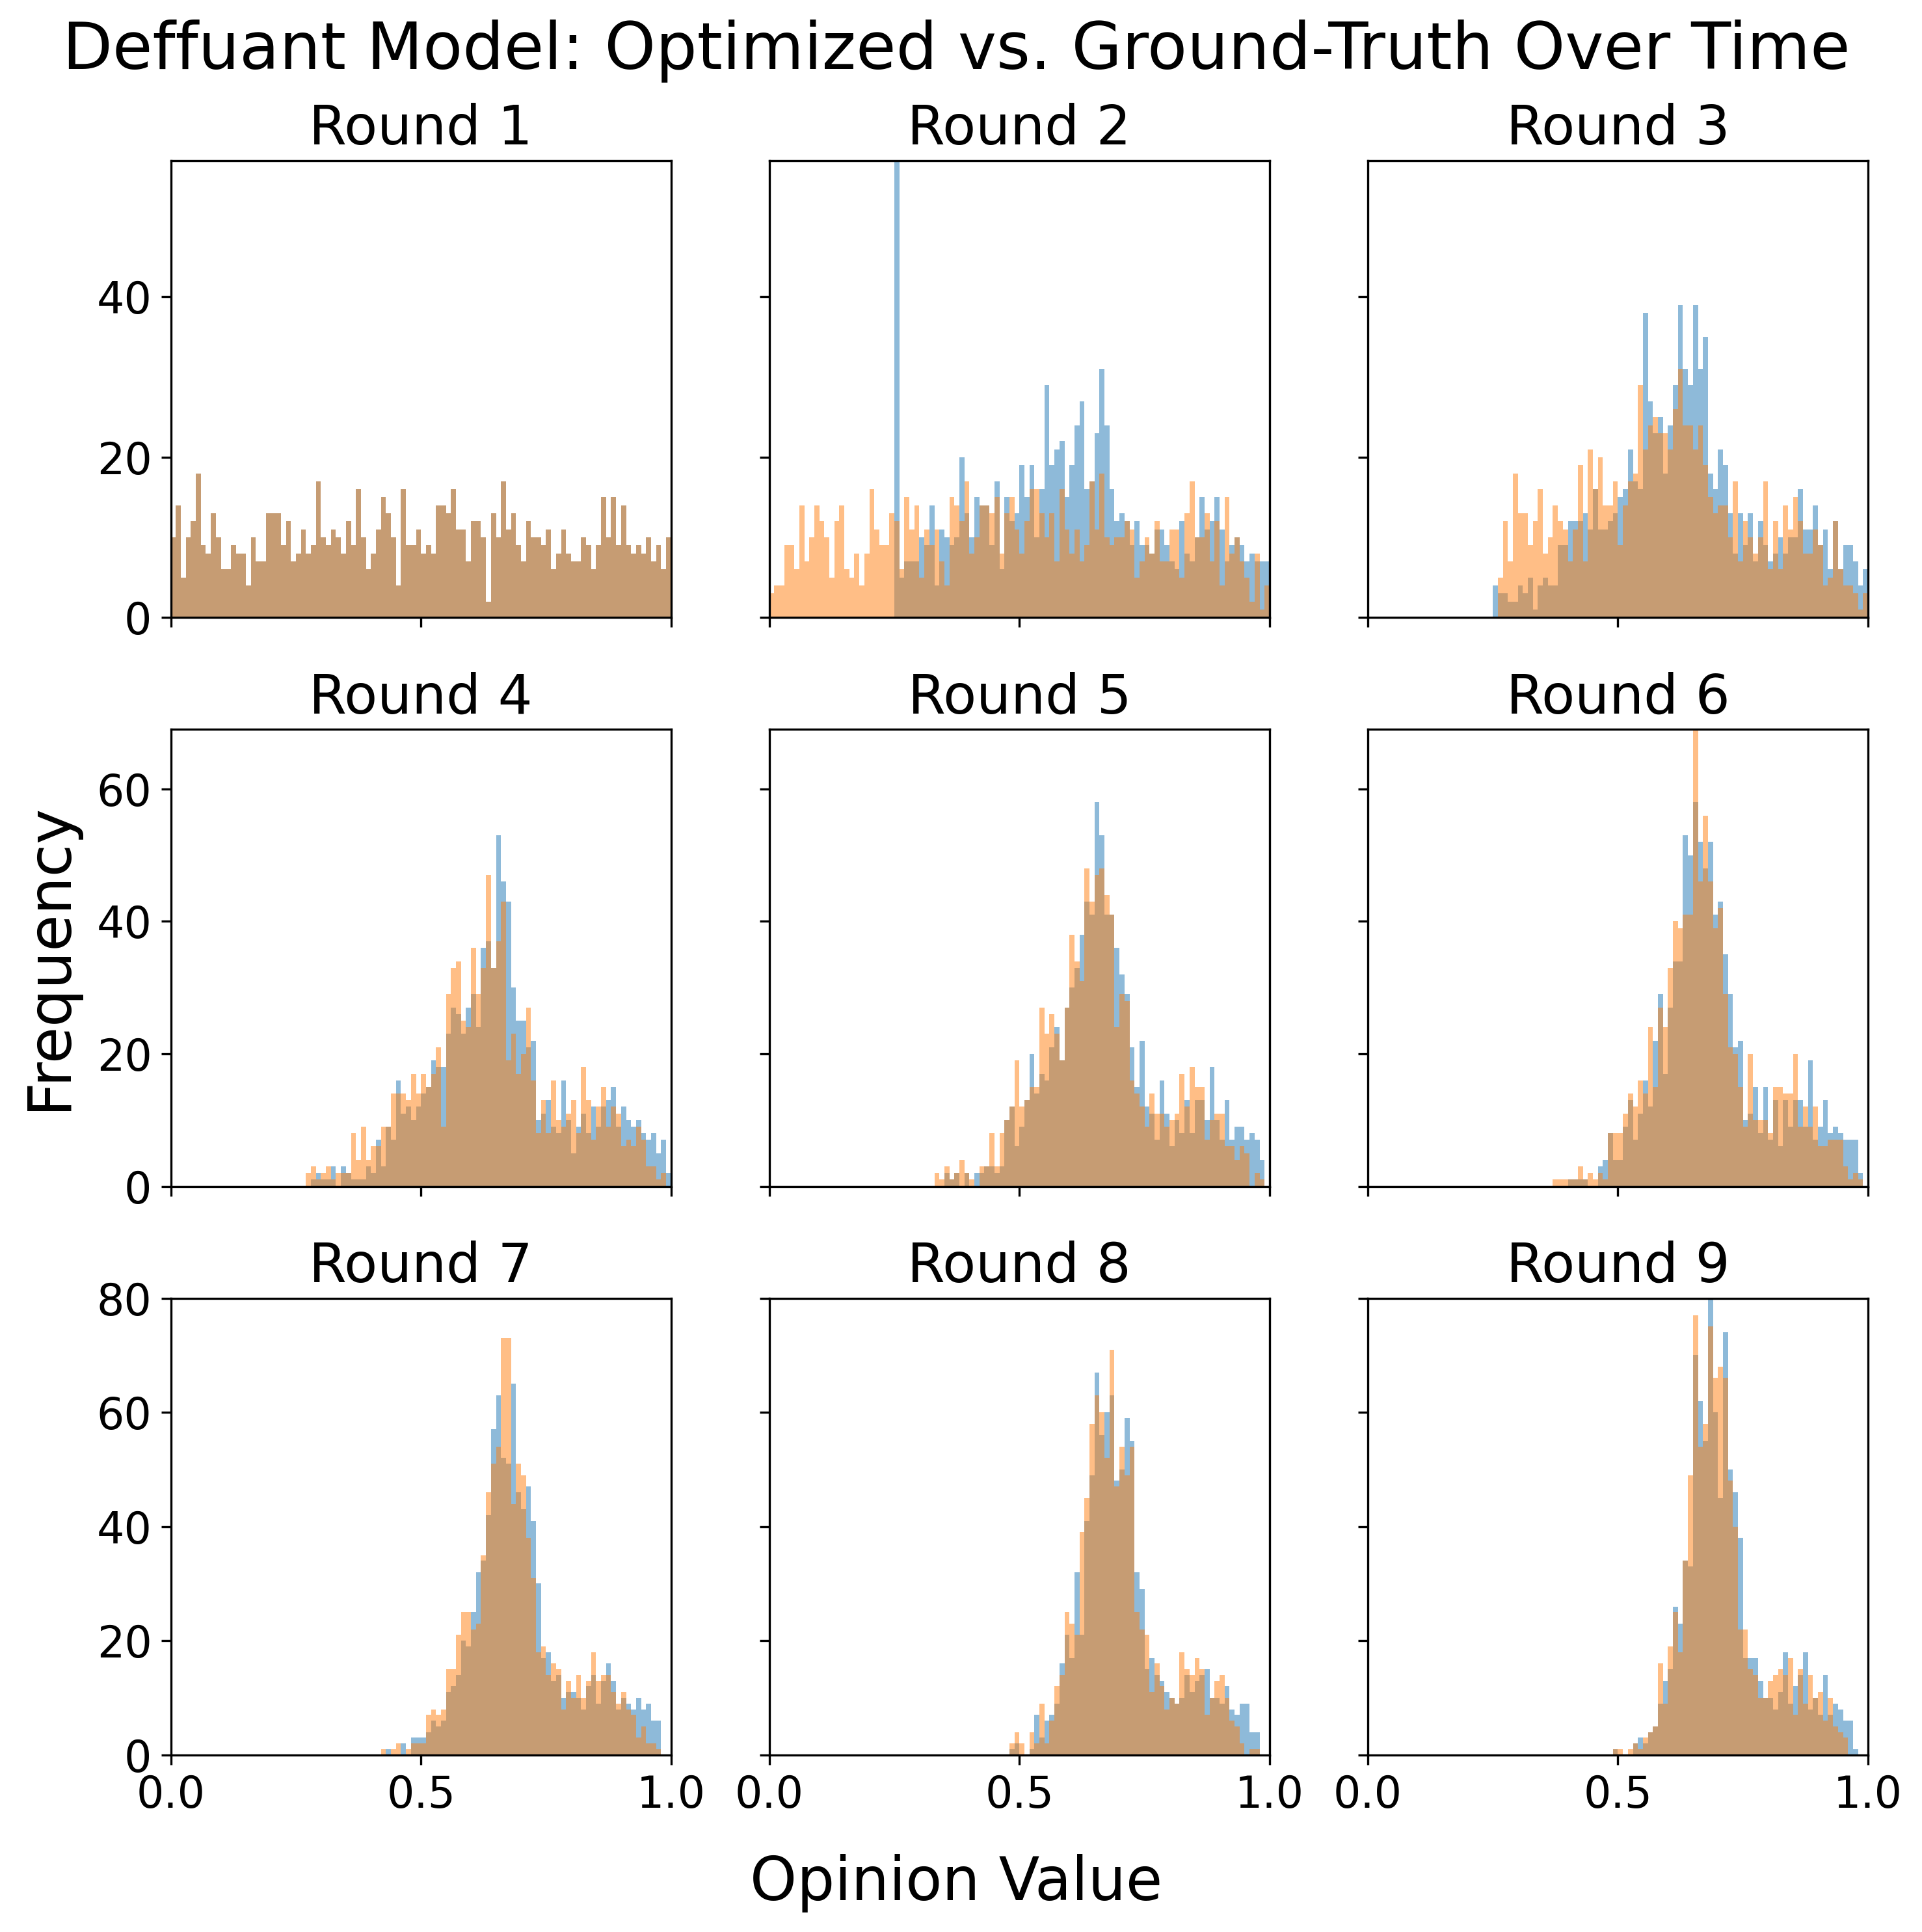 Deffuant Model: Optimized vs. Ground-Truth Over Time
Round 1
Round 2
Round 3
40
20
0
Round 4
Round 5
Round 6
60
40
20
0
Frequency
Round 7
Round 8
Round 9
80
60
40
20
0
0.0 0.5 1.0
0.0 0.5 1.0
0.0 0.5 1.0
Opinion Value